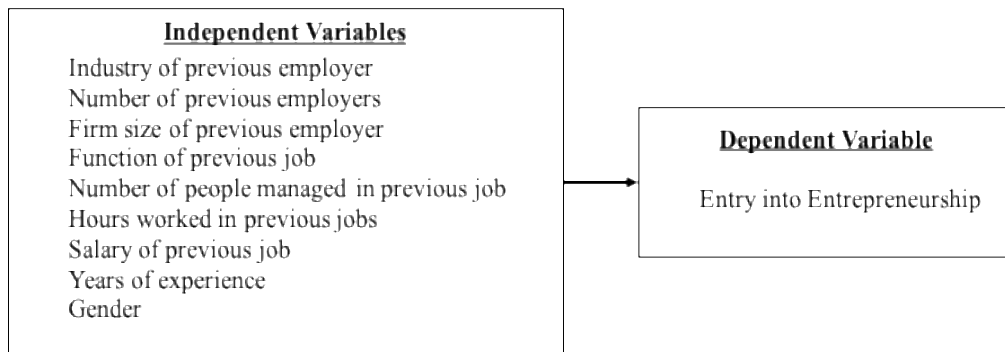 Independent Variables
Industry of previous employer
Number of previous employers
Firm size of previous employer
Function of previous job
Number of people managed in previous job
Hours worked in previous jobs
Salary of previous job
Years of experience
Gender
Dependent Variable
Entry into Entrepreneurship